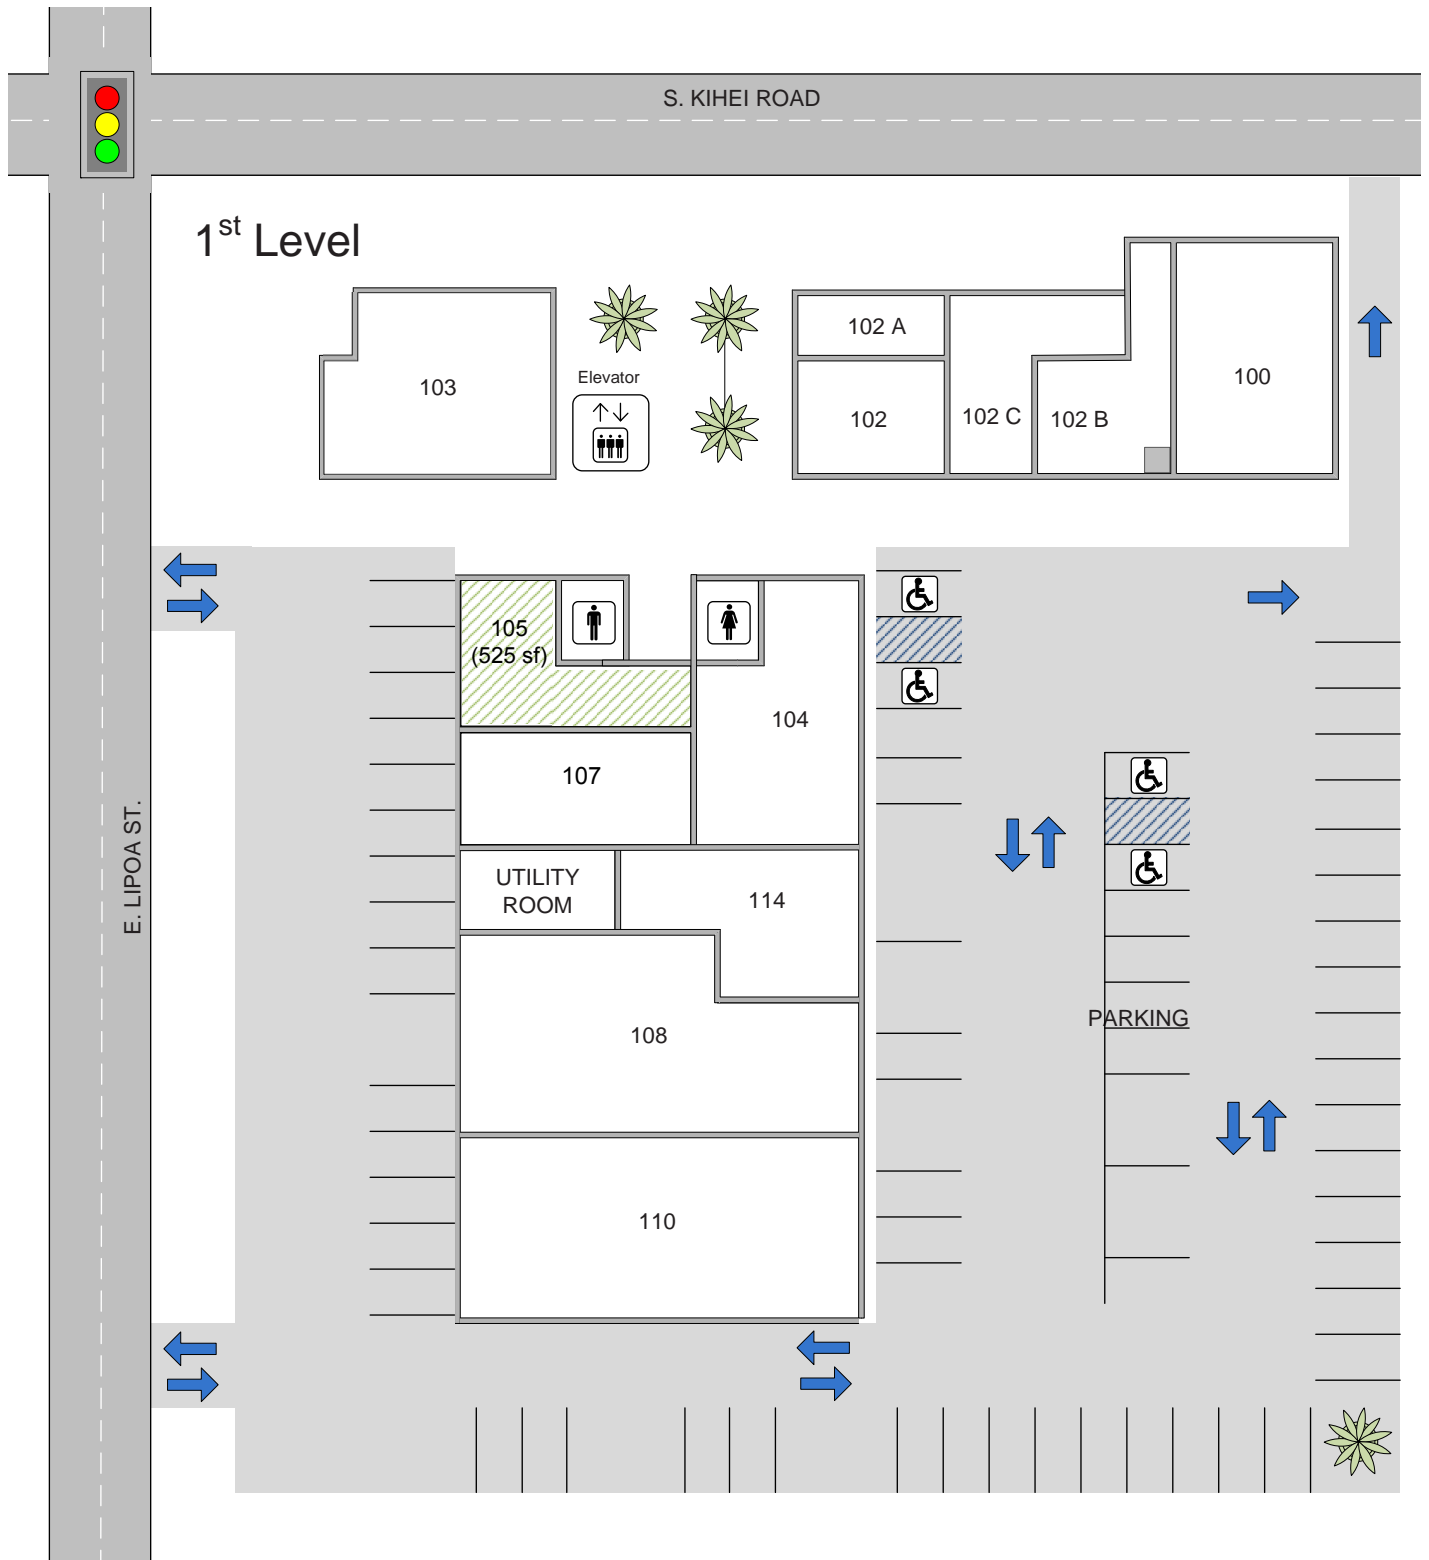 S. KIHEI ROAD
1st Level
102 A
Elevator
103
100
102
102 C
102 B
105
(525 sf)
104
107
E. LIPOA ST.
UTILITY
ROOM
114
PARKING
108
110